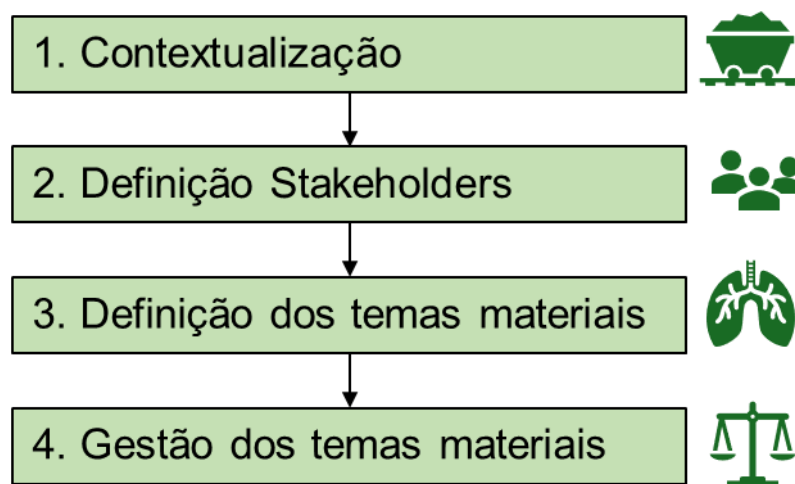 1. Contextualização
2. Definição Stakeholders
3. Definição dos temas materiais
4. Gestão dos temas materiais